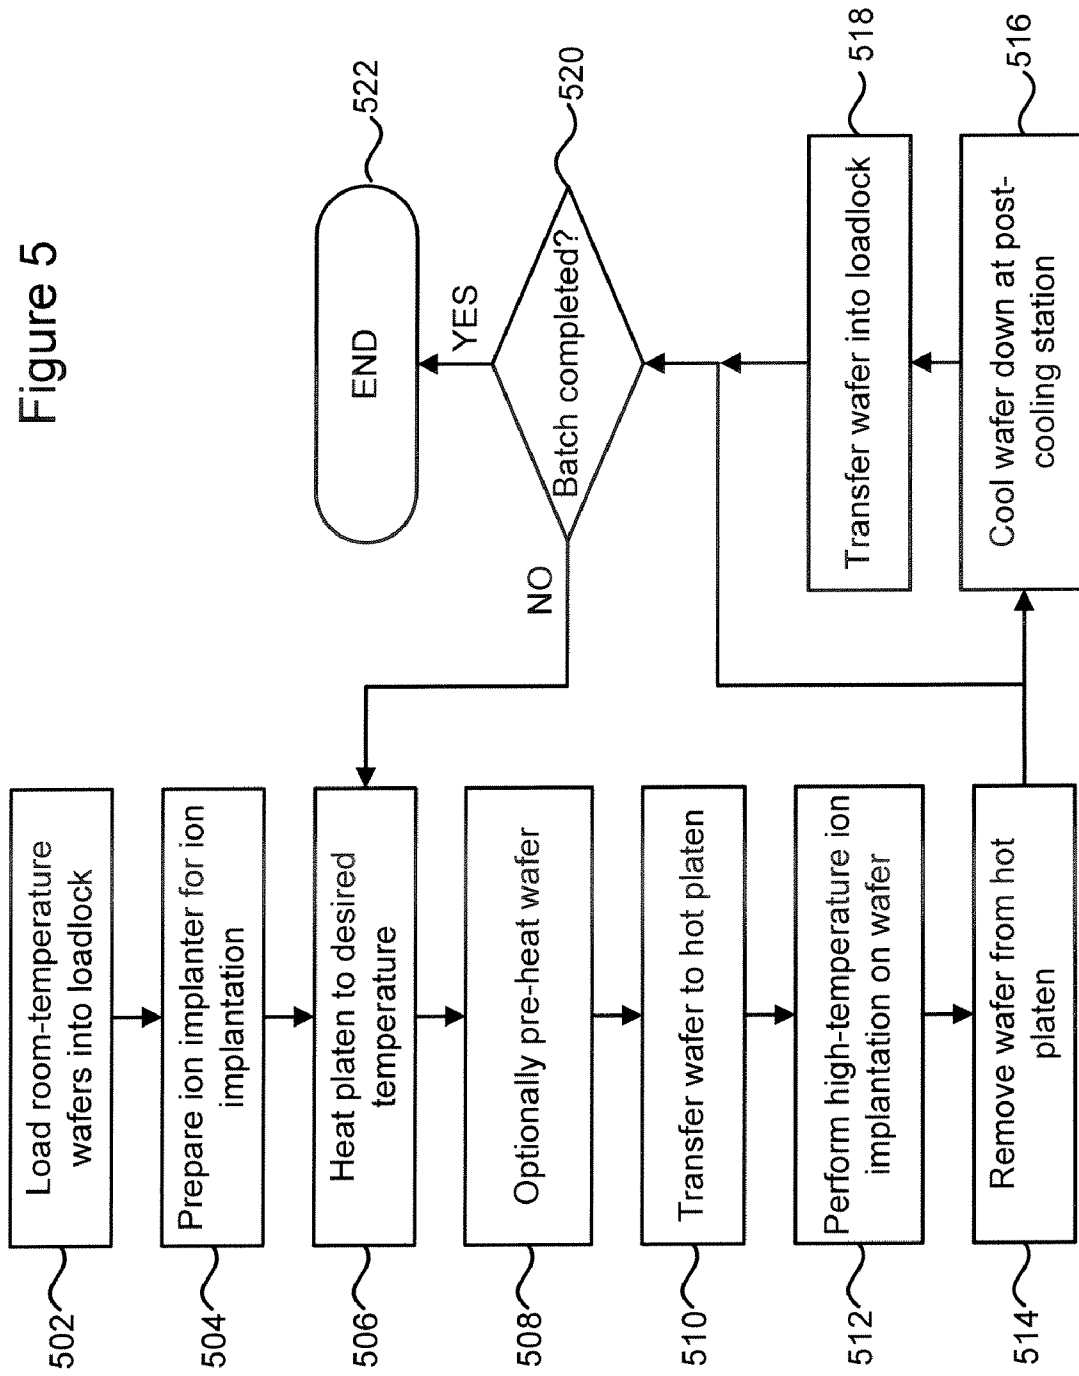 Figure 5
502
Load room-temperature
wafers into loadlock
504
Prepare ion implanter for ion
implantation
506
Heat platen to desired
temperature
508
Optionally pre-heat wafer
510
Transfer wafer to hot platen
512
Perform high-temperature ion
implantation on wafer
514
Remove wafer from hot
platen
516
Cool wafer down at post-
cooling station
518
Transfer wafer into loadlock
520
Batch completed?
NO
YES
522
END